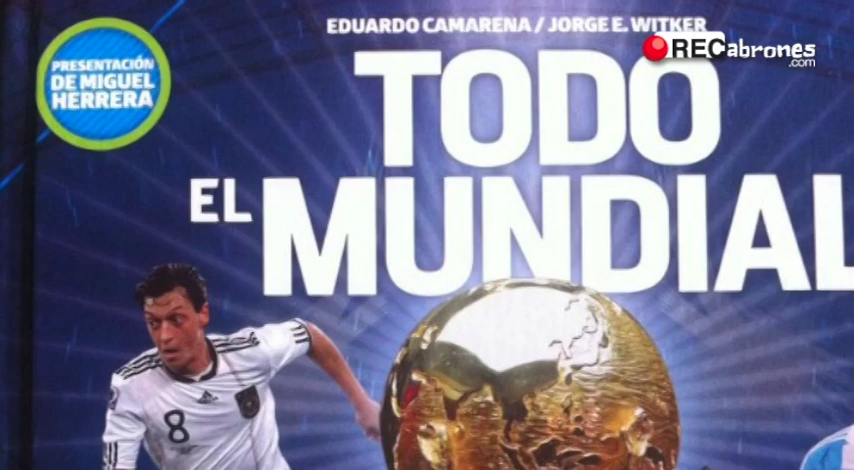 EDUARDO CAMARENA / JORGE E. WITKER
RECabrones
.com
PRESENTACIÓN
DE MIGUEL
HERRERA
TODO
EL MUNDIAL
8